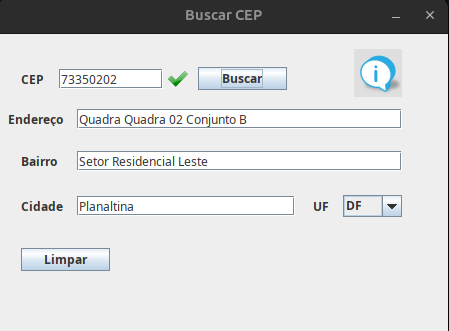 Buscar CEP
CEP 73350202 Buscar
Endereço Quadra Quadra 02 Conjunto B
Bairro Setor Residencial Leste
Cidade Planaltina UF DF
Limpar